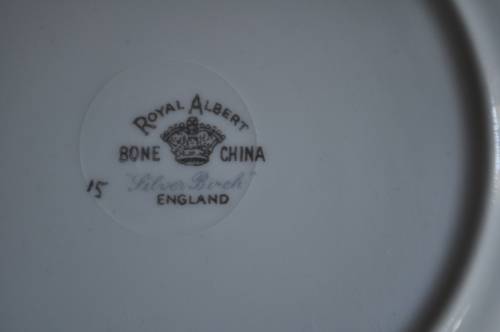 ROYAL ALBERT
BONE CHINA
15 "Silver Birch"
ENGLAND